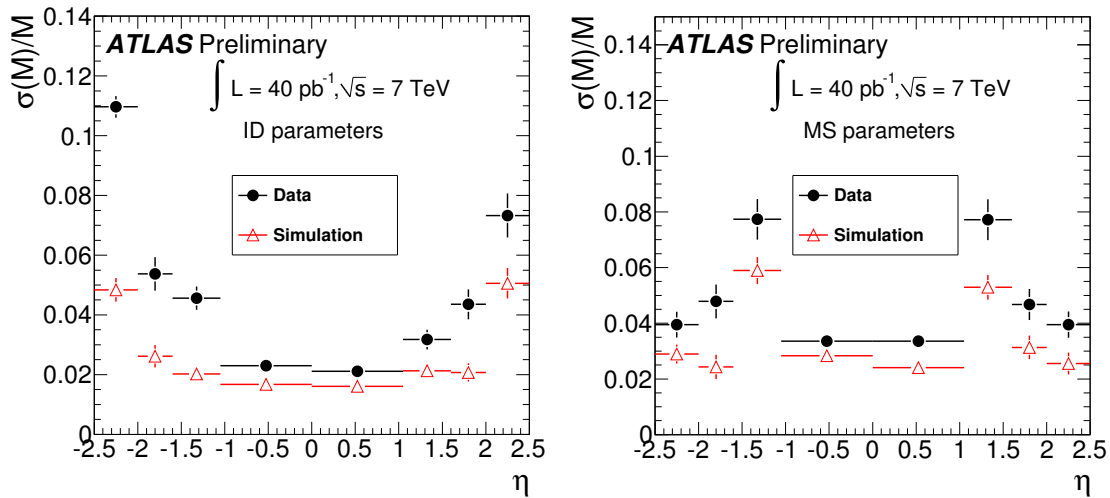 σ(M)/M
0.14
0.12
0.1
0.08
0.06
0.04
0.02
0
ATLAS Preliminary
∫ L = 40 pb⁻¹,√s = 7 TeV
ID parameters
Data
Simulation
-2.5 -2 -1.5 -1 -0.5 0 0.5 1 1.5 2 2.5
η
σ(M)/M
0.14
0.12
0.1
0.08
0.06
0.04
0.02
0
ATLAS Preliminary
∫ L = 40 pb⁻¹,√s = 7 TeV
MS parameters
Data
Simulation
-2.5 -2 -1.5 -1 -0.5 0 0.5 1 1.5 2 2.5
η